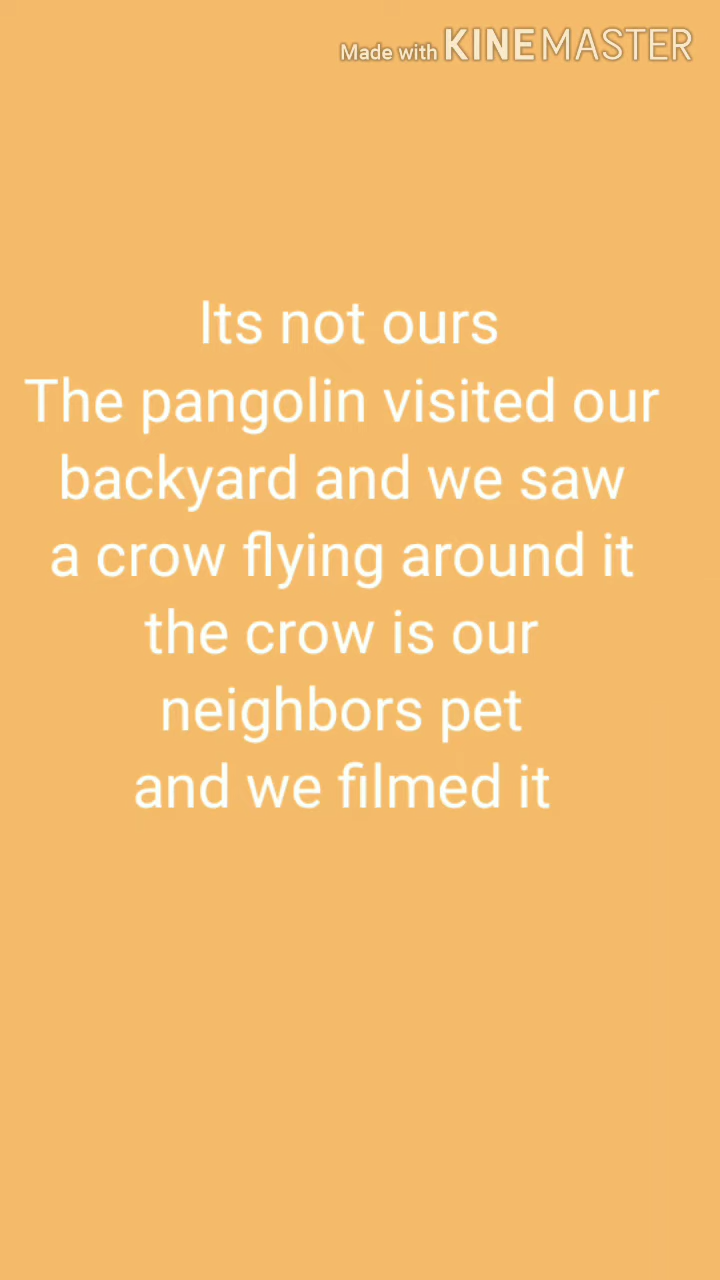 Made with KINEMASTER
Its not ours
The pangolin visited our
backyard and we saw
a crow flying around it
the crow is our
neighbors pet
and we filmed it